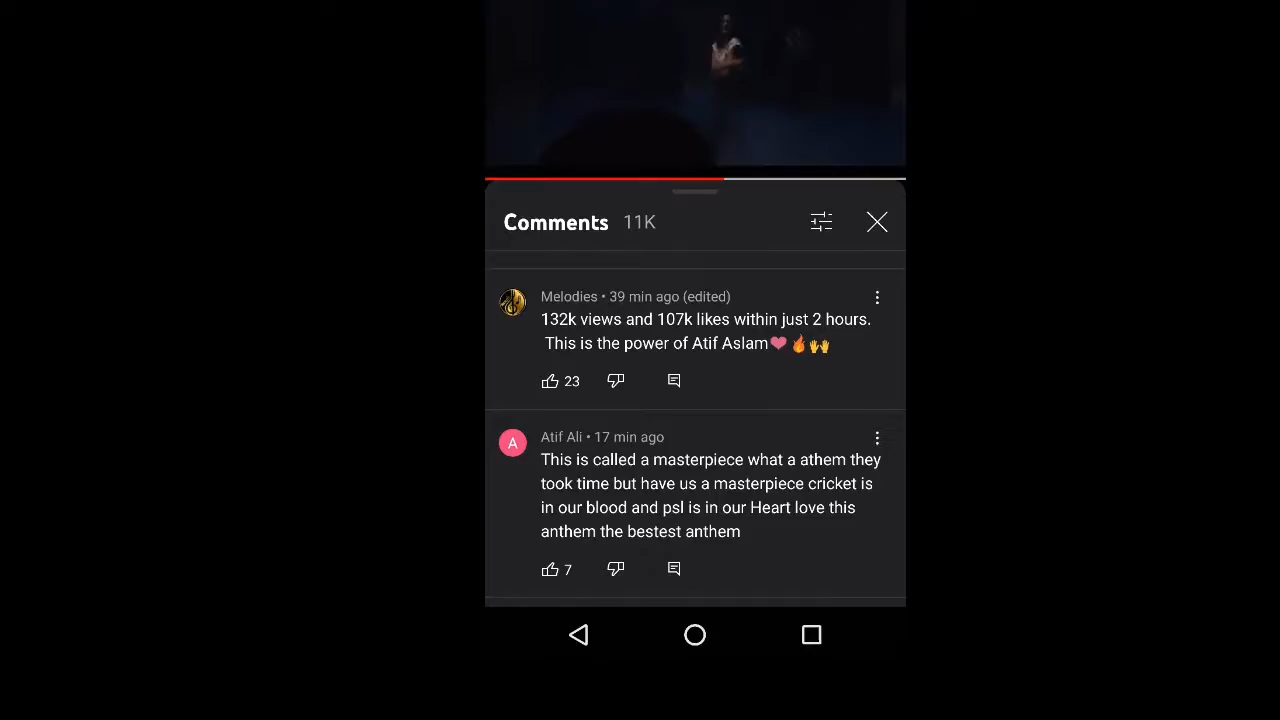 Comments 11K
Melodies • 39 min ago (edited)
132k views and 107k likes within just 2 hours.
This is the power of Atif Aslam❤🔥🙌
23
A
Atif Ali • 17 min ago
This is called a masterpiece what a athem they
took time but have us a masterpiece cricket is
in our blood and psl is in our Heart love this
anthem the bestest anthem
7